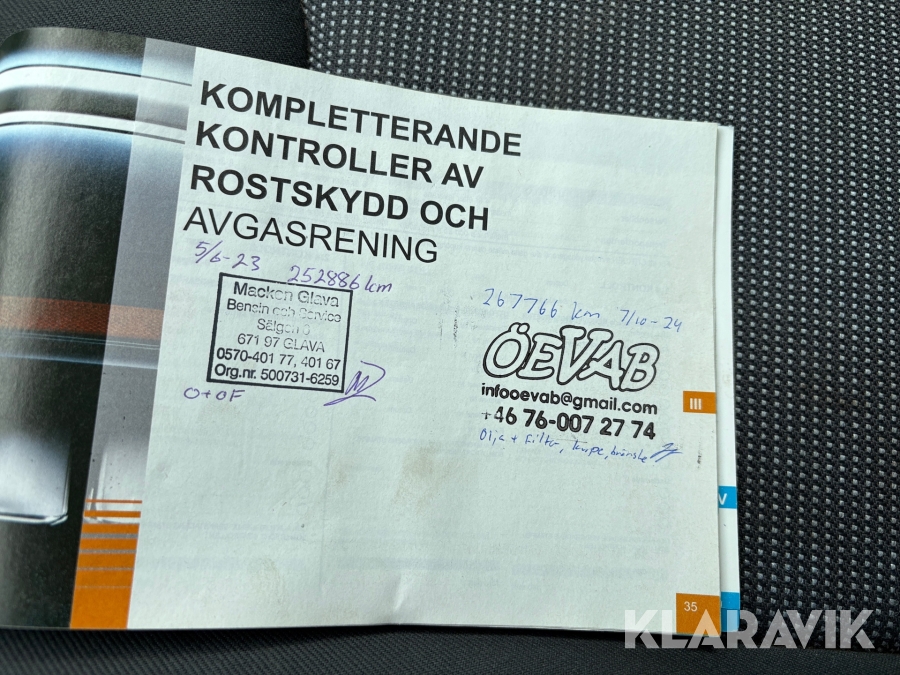 KOMPLETTERANDE
KONTROLLER AV
ROSTSKYDD OCH
AVGASRENING
5/6-23 252886 km
Macken Glava
Bensin och Service
671 97 GLAVA
0570-401 77, 401 67
Org.nr. 500731-6259
O+OF
267766 km 7/10-24
ÖEVAB
infooevab@gmail.com
+46 76-007 27 74
Olja + Filter, kupe, bränsle
III
V
35
KLARAVIK